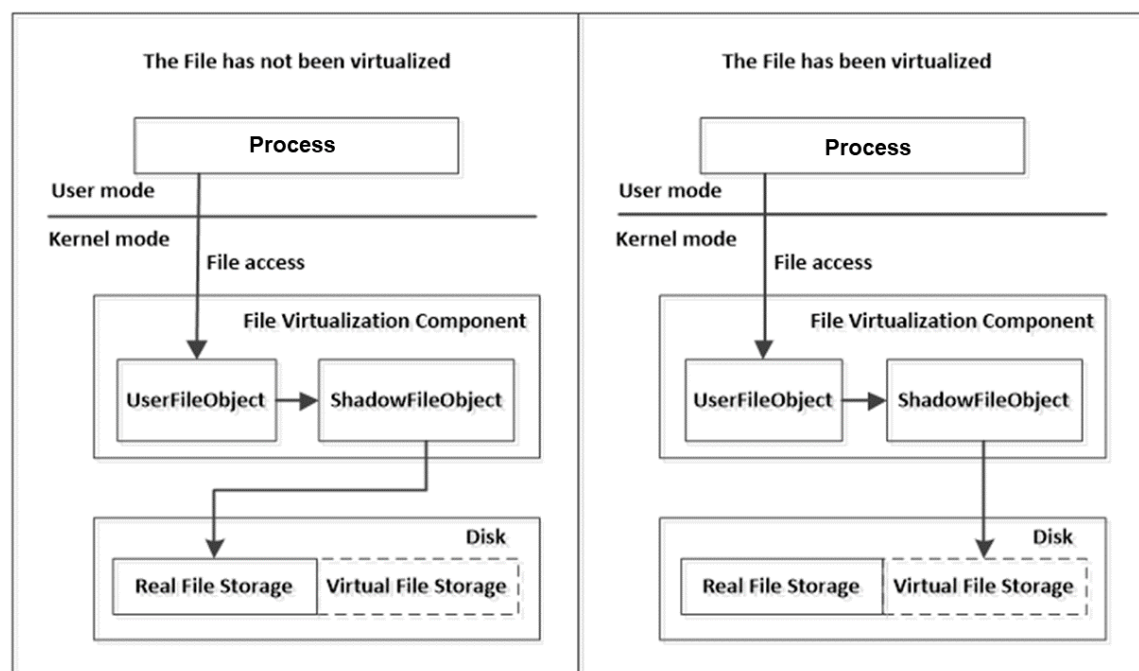 The File has not been virtualized
Process
User mode
Kernel mode
File access
File Virtualization Component
UserFileObject
ShadowFileObject
Disk
Real File Storage
Virtual File Storage
The File has been virtualized
Process
User mode
Kernel mode
File access
File Virtualization Component
UserFileObject
ShadowFileObject
Disk
Real File Storage
Virtual File Storage